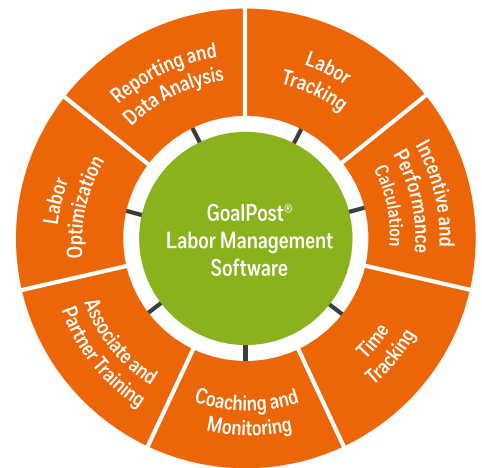 GoalPost®
Labor Management
Software
Labor
Tracking
Incentive and
Performance
Calculation
Time
Tracking
Coaching and
Monitoring
Associate and
Partner Training
Labor
Optimization
Reporting and
Data Analysis